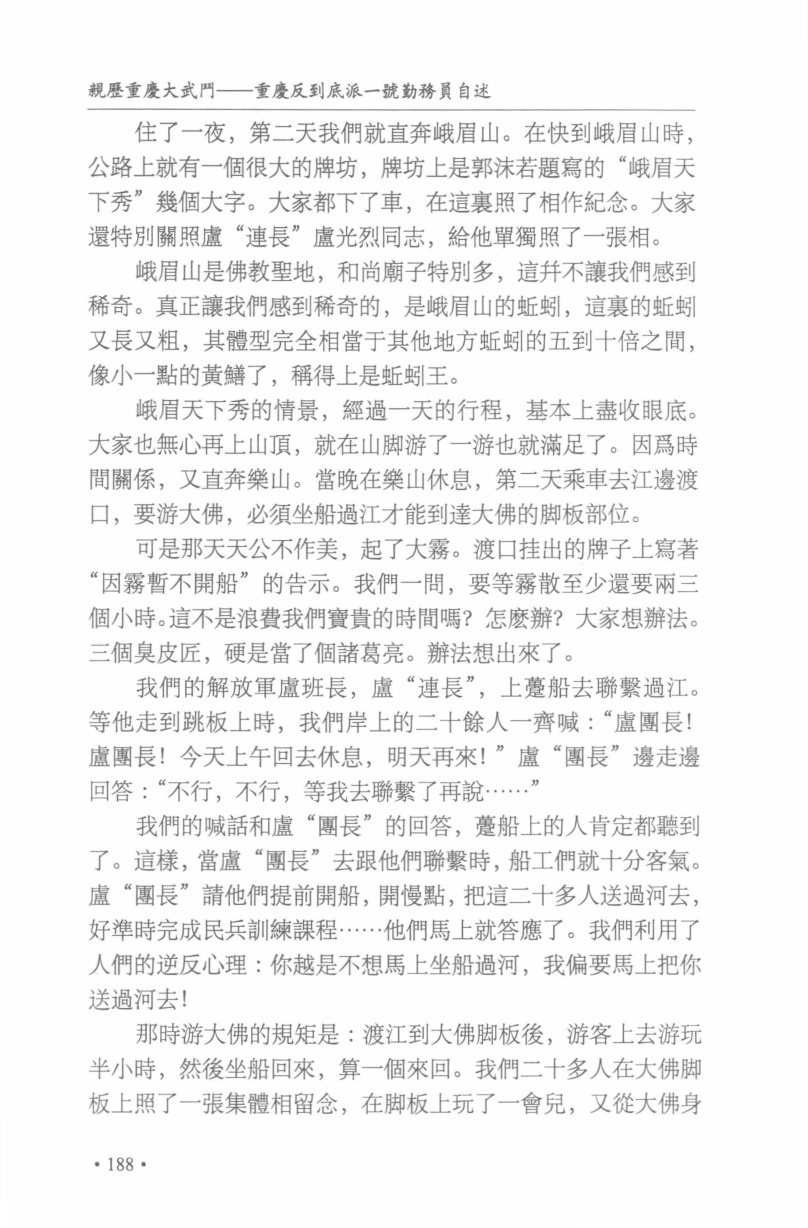 親歷重慶大武鬥——重慶反到底派一號勤務員自述
住了一夜，第二天我們就直奔峨眉山。在快到峨眉山時，
公路上就有一個很大的牌坊，牌坊上是郭沫若題寫的“峨眉天
下秀”幾個大字。大家都下了車，在這裏照了相作紀念。大家
還特別關照盧“連長”盧光烈同志，給他單獨照了一張相。
峨眉山是佛教聖地，和尚廟子特別多，這幷不讓我們感到
稀奇。真正讓我們感到稀奇的，是峨眉山的蚯蚓，這裏的蚯蚓
又長又粗，其體型完全相當于其他地方蚯蚓的五到十倍之間，
像小一點的黃鱔了，稱得上是蚯蚓王。
峨眉天下秀的情景，經過一天的行程，基本上盡收眼底。
大家也無心再上山頂，就在山脚游了一游也就滿足了。因爲時
間關係，又直奔樂山。當晚在樂山休息，第二天乘車去江邊渡
口，要游大佛，必須坐船過江才能到達大佛的脚板部位。
可是那天天公不作美，起了大霧。渡口挂出的牌子上寫著
“因霧暫不開船”的告示。我們一問，要等霧散至少還要兩三
個小時。這不是浪費我們寶貴的時間嗎？怎麽辦？大家想辦法。
三個臭皮匠，硬是當了個諸葛亮。辦法想出來了。
我們的解放軍盧班長，盧“連長”，上躉船去聯繫過江。
等他走到跳板上時，我們岸上的二十餘人一齊喊：“盧團長！
盧團長！今天上午回去休息，明天再來！”盧“團長”邊走邊
回答：“不行，不行，等我去聯繫了再說……”
我們的喊話和盧“團長”的回答，躉船上的人肯定都聽到
了。這樣，當盧“團長”去跟他們聯繫時，船工們就十分客氣。
盧“團長”請他們提前開船，開慢點，把這二十多人送過河去，
好準時完成民兵訓練課程……他們馬上就答應了。我們利用了
人們的逆反心理：你越是不想馬上坐船過河，我偏要馬上把你
送過河去！
那時游大佛的規矩是：渡江到大佛脚板後，游客上去游玩
半小時，然後坐船回來，算一個來回。我們二十多人在大佛脚
板上照了一張集體相留念，在脚板上玩了一會兒，又從大佛身
·188·